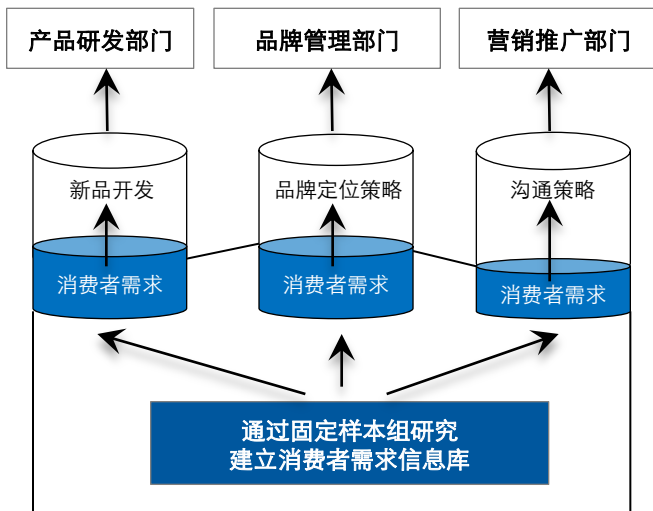 产品研发部门
品牌管理部门
营销推广部门
新品开发
品牌定位策略
沟通策略
消费者需求
消费者需求
消费者需求
通过固定样本组研究
建立消费者需求信息库